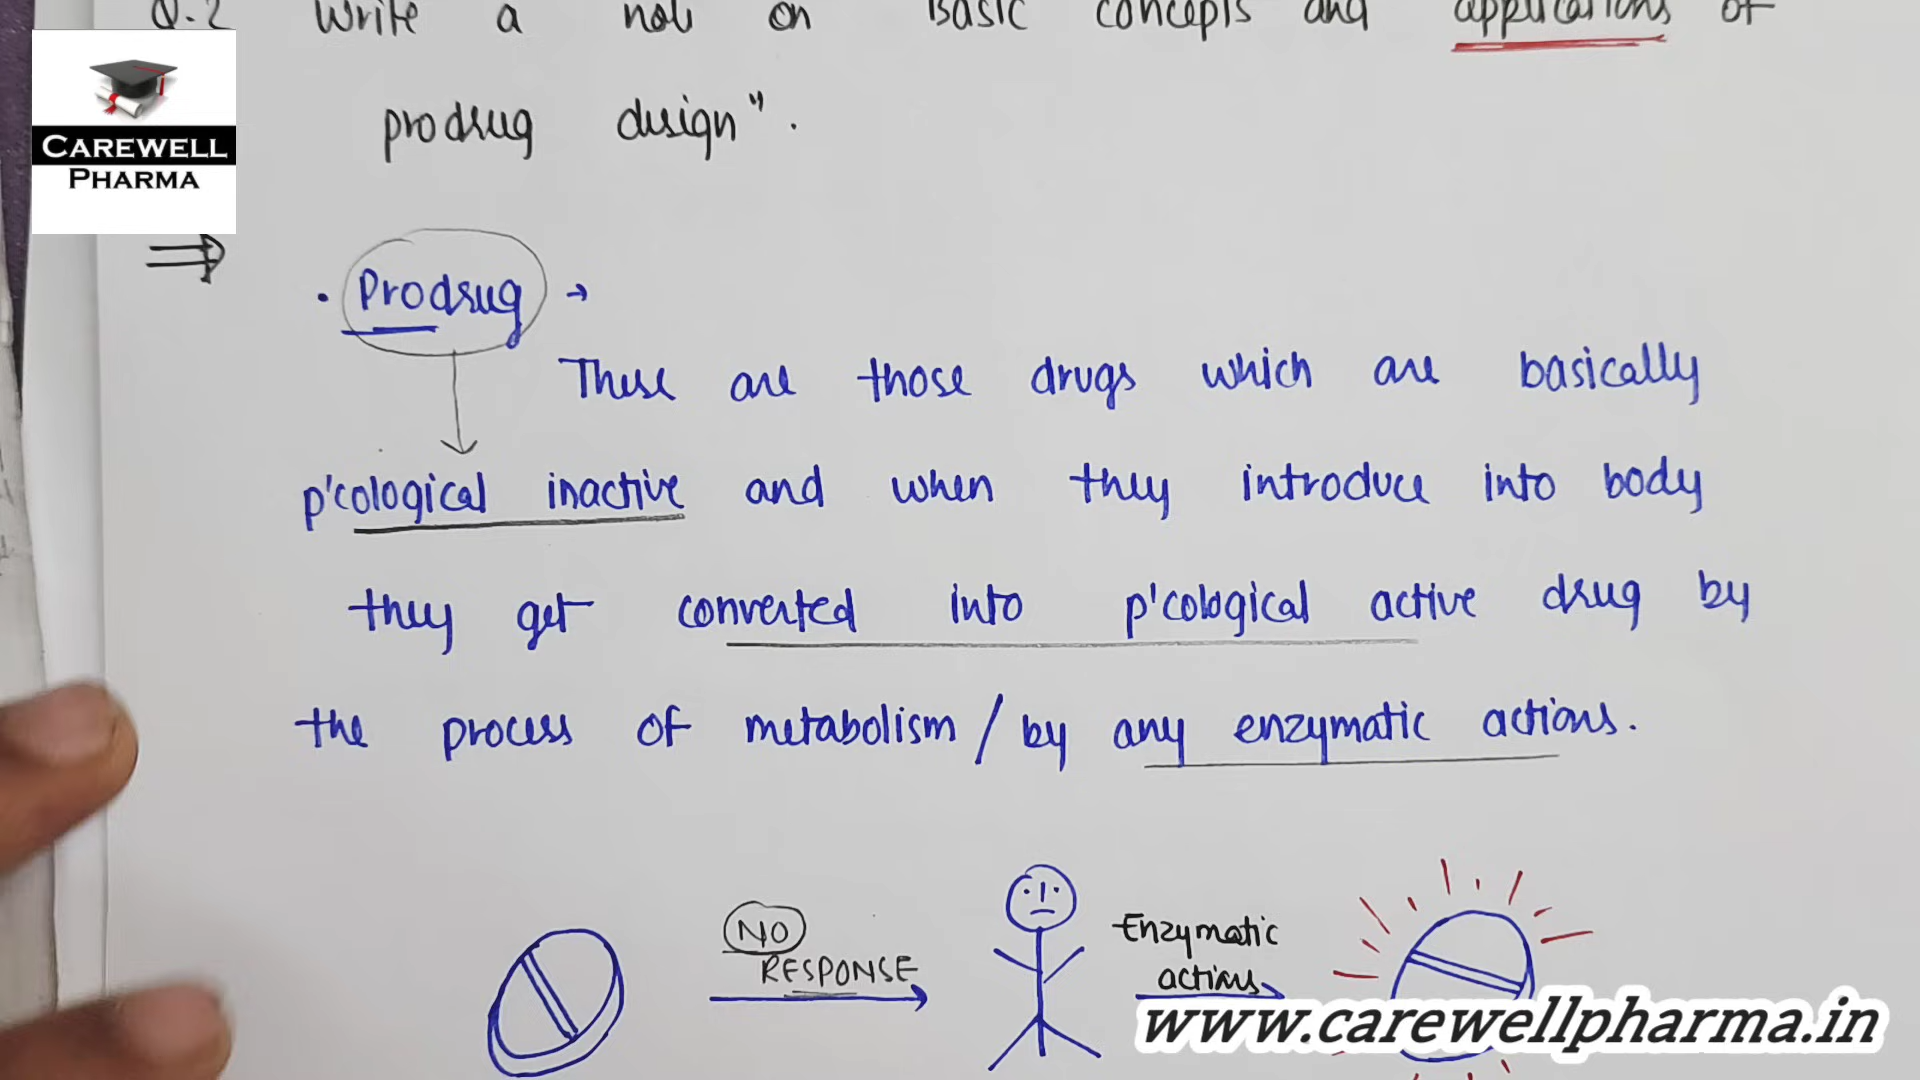 Q.2 Write a not on Basic concepts and applications of
prodrug design".
CAREWELL
PHARMA
⇒
• Prodrug →
These are those drugs which are basically
p'cological inactive and when they introduce into body
they get converted into p'cological active drug by
the process of metabolism / by any enzymatic actions.
NO
RESPONSE
Enzymatic
actions
www.carewellpharma.in